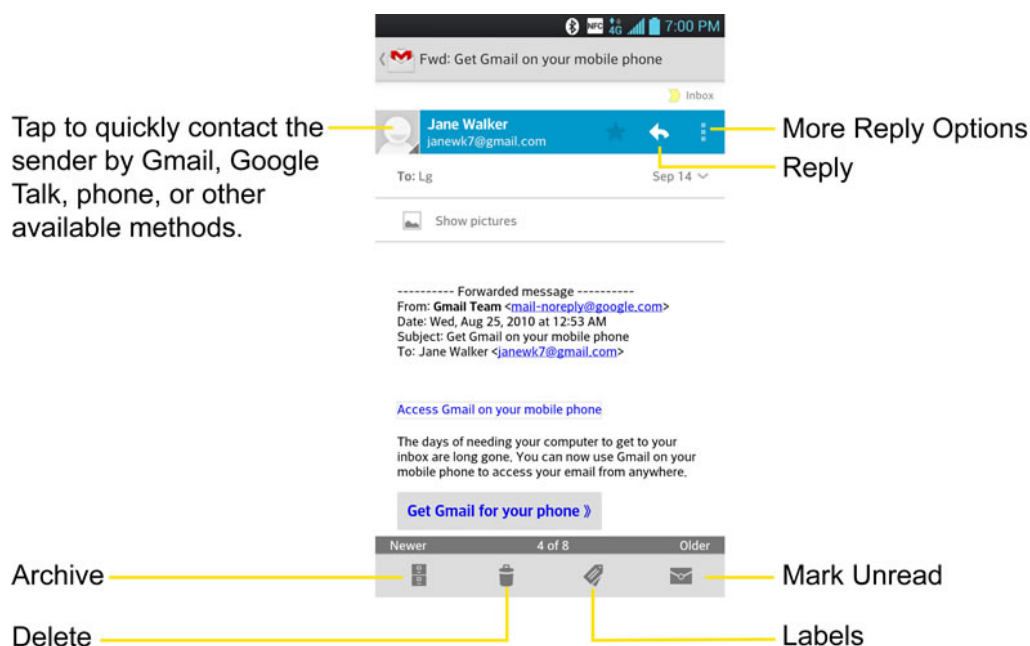 NFC 4G 7:00 PM
Fwd: Get Gmail on your mobile phone
Inbox
Tap to quickly contact the
sender by Gmail, Google
Talk, phone, or other
available methods.
Jane Walker
janewk7@gmail.com
More Reply Options
Reply
To: Lg Sep 14
Show pictures
---------- Forwarded message ----------
From: Gmail Team <mail-noreply@google.com>
Date: Wed, Aug 25, 2010 at 12:53 AM
Subject: Get Gmail on your mobile phone
To: Jane Walker <janewk7@gmail.com>
Access Gmail on your mobile phone
The days of needing your computer to get to your
inbox are long gone. You can now use Gmail on your
mobile phone to access your email from anywhere.
Get Gmail for your phone »
Newer 4 of 8 Older
Archive
Mark Unread
Delete
Labels